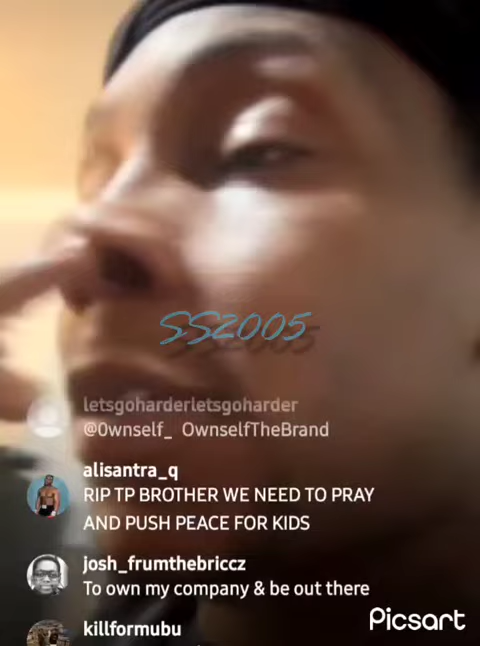 SS2005
letsgoharderletsgoharder
@Ownself_ OwnselfTheBrand
alisantra_q
RIP TP BROTHER WE NEED TO PRAY
AND PUSH PEACE FOR KIDS
josh_frumthebriccz
To own my company & be out there
Picsart
killformubu